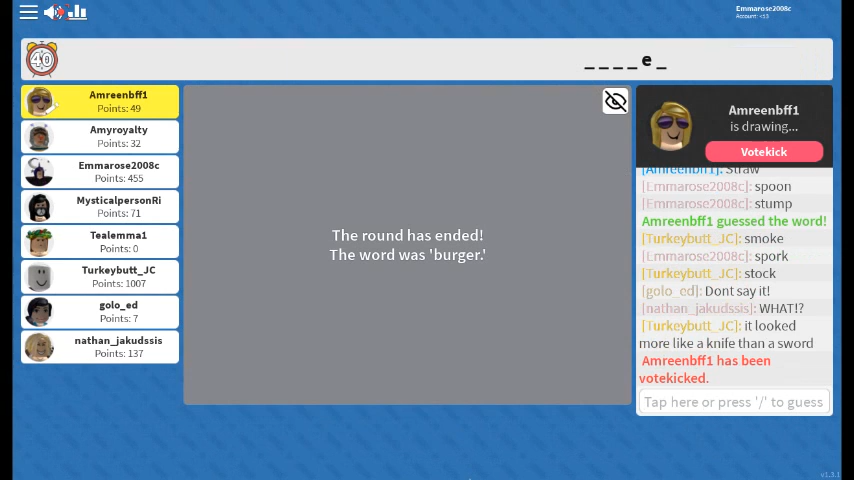 Emmarose2008c
Account: <13
40
_ _ _ _ e _
Amreenbff1
Points: 49
Amyroyalty
Points: 32
Emmarose2008c
Points: 455
MysticalpersonRi
Points: 71
Tealemma1
Points: 0
Turkeybutt_JC
Points: 1007
golo_ed
Points: 7
nathan_jakudssis
Points: 137
The round has ended!
The word was 'burger.'
Amreenbff1
is drawing...
Votekick
[Amreenbff1]: Straw
[Emmarose2008c]: spoon
[Emmarose2008c]: stump
Amreenbff1 guessed the word!
[Turkeybutt_JC]: smoke
[Emmarose2008c]: spork
[Turkeybutt_JC]: stock
[golo_ed]: Dont say it!
[nathan_jakudssis]: WHAT!?
[Turkeybutt_JC]: it looked
more like a knife than a sword
Amreenbff1 has been
votekicked.
Tap here or press '/' to guess
v1.3.1